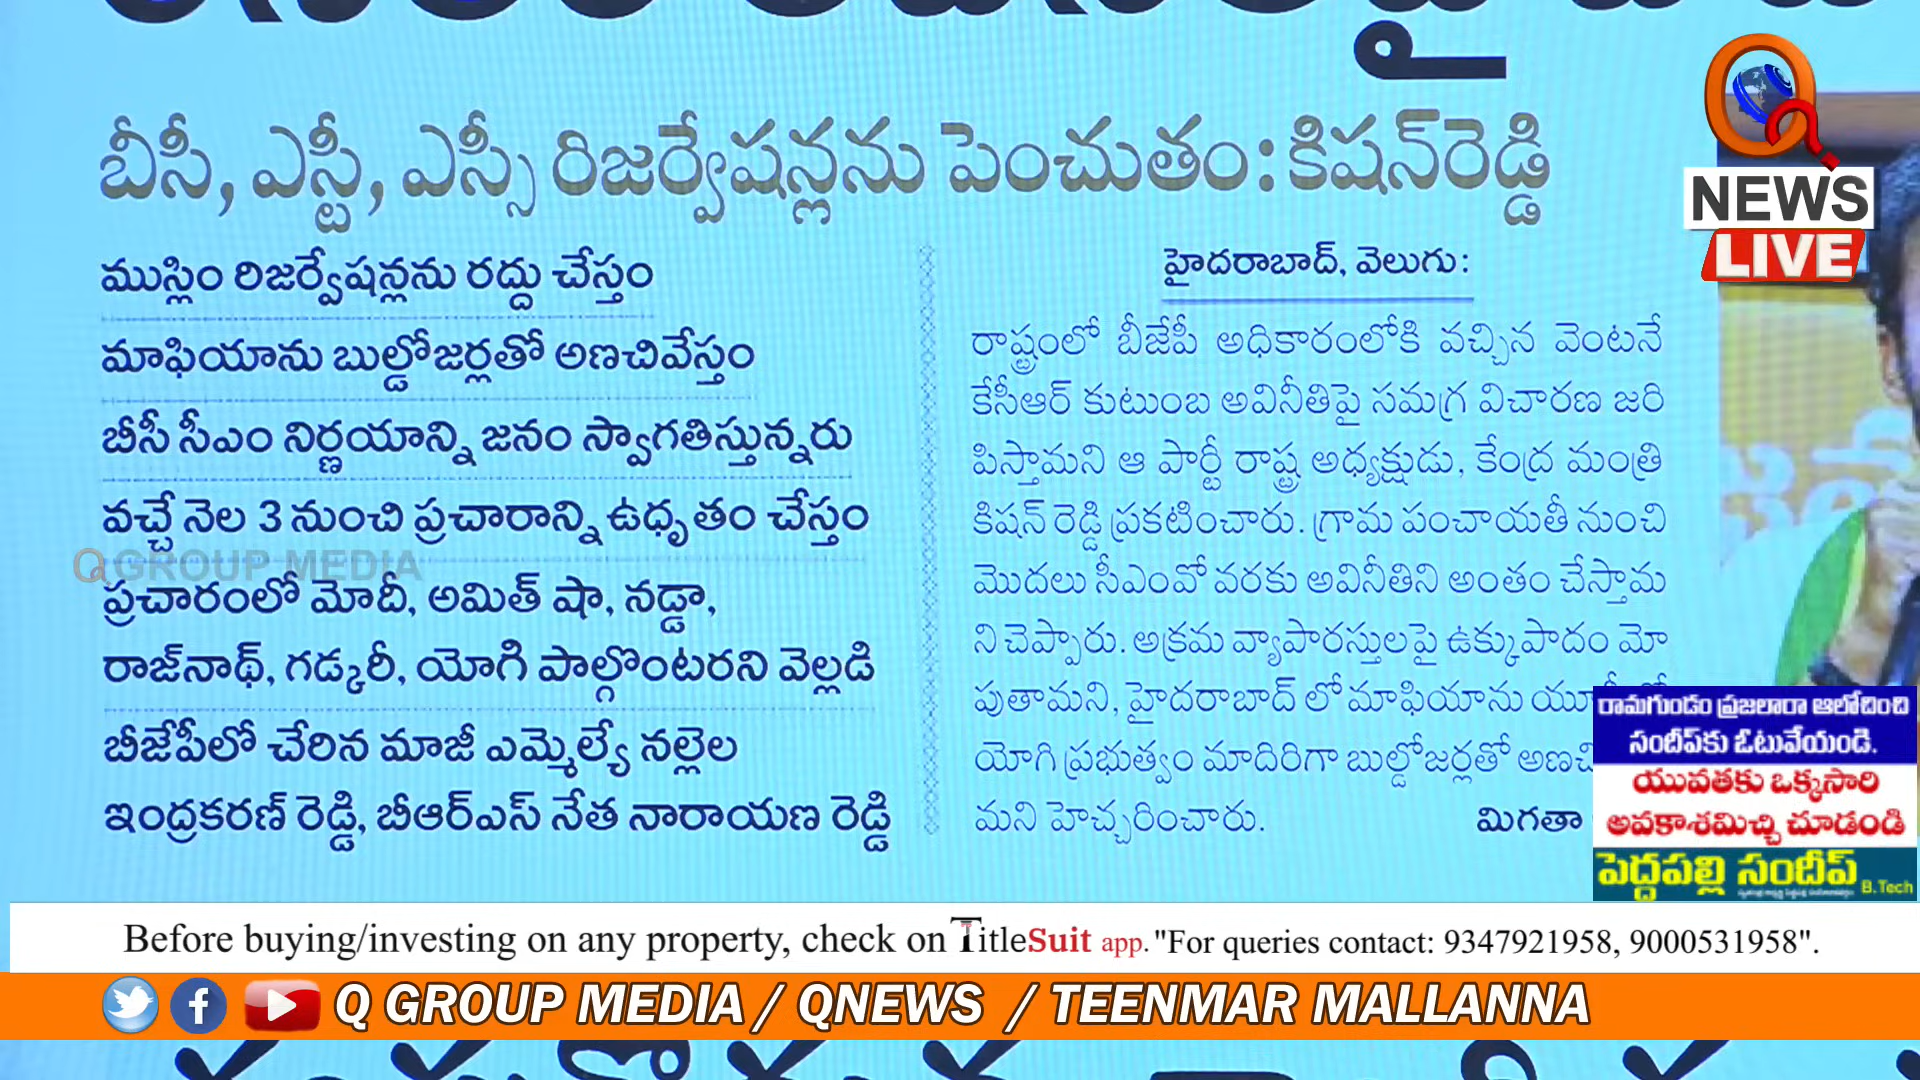 బీసీ, ఎస్టీ, ఎస్సీ రిజర్వేషన్లను పెంచుతం: కిషన్‌రెడ్డి
ముస్లిం రిజర్వేషన్లను రద్దు చేస్తం
మాఫియాను బుల్డోజర్లతో అణచివేస్తం
బీసీ సీఎం నిర్ణయాన్ని జనం స్వాగతిస్తున్నరు
వచ్చే నెల 3 నుంచి ప్రచారాన్ని ఉధృతం చేస్తం
ప్రచారంలో మోదీ, అమిత్ షా, నడ్డా,
రాజ్‌నాథ్, గడ్కరీ, యోగి పాల్గొంటరని వెల్లడి
బీజేపీలో చేరిన మాజీ ఎమ్మెల్యే నల్లెల
ఇంద్రకరణ్ రెడ్డి, బీఆర్ఎస్ నేత నారాయణ రెడ్డి
హైదరాబాద్, వెలుగు:
రాష్ట్రంలో బీజేపీ అధికారంలోకి వచ్చిన వెంటనే
కేసీఆర్ కుటుంబ అవినీతిపై సమగ్ర విచారణ జరి
పిస్తామని ఆ పార్టీ రాష్ట్ర అధ్యక్షుడు, కేంద్ర మంత్రి
కిషన్ రెడ్డి ప్రకటించారు. గ్రామ పంచాయతీ నుంచి
మొదలు సీఎంవో వరకు అవినీతిని అంతం చేస్తామ
ని చెప్పారు. అక్రమ వ్యాపారస్తులపై ఉక్కుపాదం మో
పుతామని, హైదరాబాద్ లో మాఫియాను
యోగి ప్రభుత్వం మాదిరిగా బుల్డోజర్లతో
మని హెచ్చరించారు. మిగతా
Q GROUP MEDIA
Q
NEWS
LIVE
రామగుండం ప్రజలారా ఆలోచించి
సందీప్‌కు ఓటువేయండి.
యువతకు ఒక్కసారి
అవకాశమిచ్చి చూడండి
పెద్దపల్లి సందీప్ B.Tech
Before buying/investing on any property, check on TitleSuit app. "For queries contact: 9347921958, 9000531958".
Q GROUP MEDIA / QNEWS / TEENMAR MALLANNA